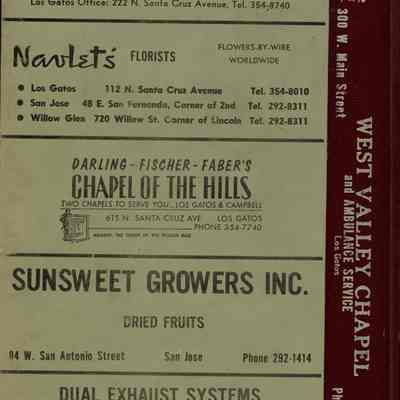 Los Gatos Office: 222 N. Santa Cruz Avenue, Tel. 354-8740
Navlet's FLORISTS
FLOWERS-BY-WIRE
WORLDWIDE
● Los Gatos 112 N. Santa Cruz Avenue Tel. 354-8010
● San Jose 48 E. San Fernando, Corner of 2nd Tel. 292-8311
● Willow Glen 720 Willow St. Corner of Lincoln Tel. 292-8311
DARLING - FISCHER - FABER'S
CHAPEL OF THE HILLS
TWO CHAPELS TO SERVE YOU...LOS GATOS & CAMPBELL
615 N. SANTA CRUZ AVE LOS GATOS
PHONE 354-7740
SUNSWEET GROWERS INC.
DRIED FRUITS
94 W. San Antonio Street San Jose Phone 292-1414
DUAL EXHAUST SYSTEMS
300 W. Main Street
WEST VALLEY CHAPEL
and AMBULANCE SERVICE
Los Gatos
Ph